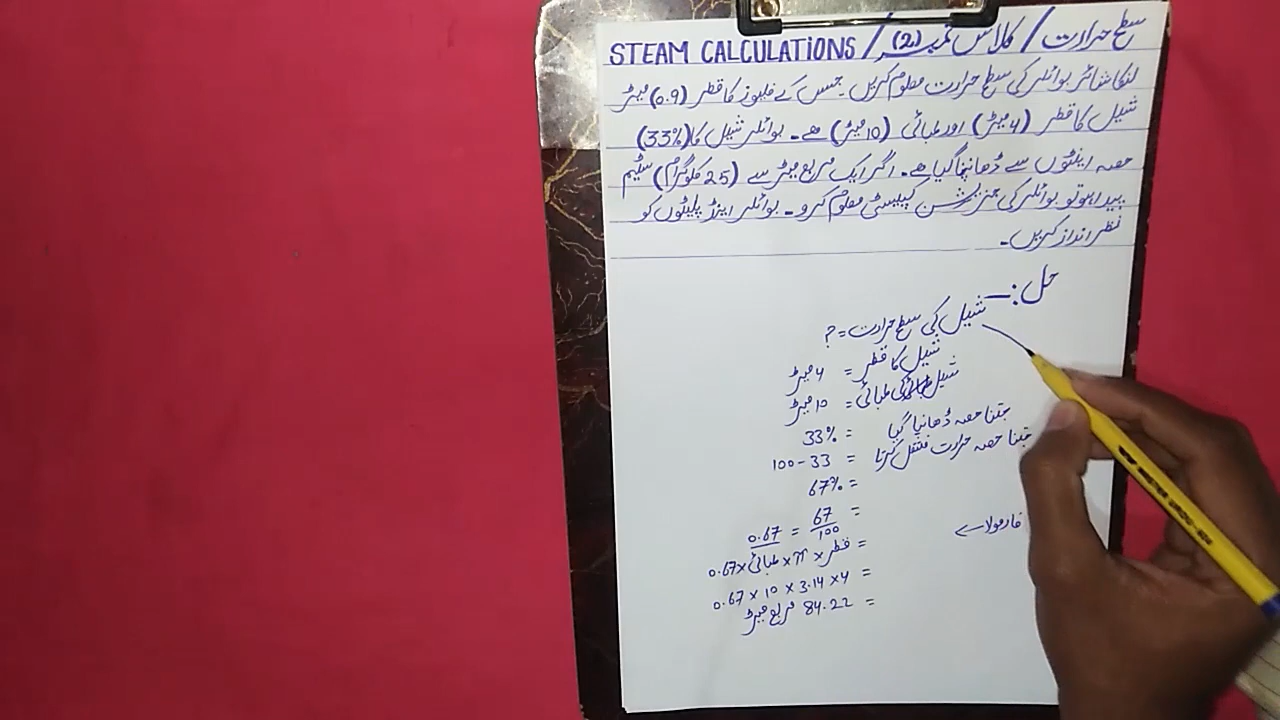 سطح حرارت / کلاس نمبر (2) / STEAM CALCULATIONS
لنکاشائر بوائلر کی سطح حرارت معلوم کریں۔ جس کے فلیوز کا قطر (0.9) میٹر
شیل کا قطر (4 میٹر) اور لمبائی (10 میٹر) ہے۔ بوائلر شیل کا (33%)
حصہ اینٹوں سے ڈھانپا گیا ہے۔ اگر ایک مربع میٹر سے (25 کلوگرام) سٹیم
پیدا ہو تو بوائلر کی جنریشن کپیسٹی معلوم کرو۔ بوائلر اینڈ پلیٹوں کو
نظر انداز کریں۔
حل :—
شیل کی سطح حرارت = ?
شیل کا قطر = 4 میٹر
شیل کی لمبائی = 10 میٹر
جتنا حصہ ڈھانپا گیا = 33%
جتنا حصہ حرارت منتقل کرتا = 100 - 33
= 67%
= 67/100 = 0.67
فارمولا → = قطر × π × لمبائی × 0.67
= 4 × 3.14 × 10 × 0.67
= 84.22 مربع میٹر